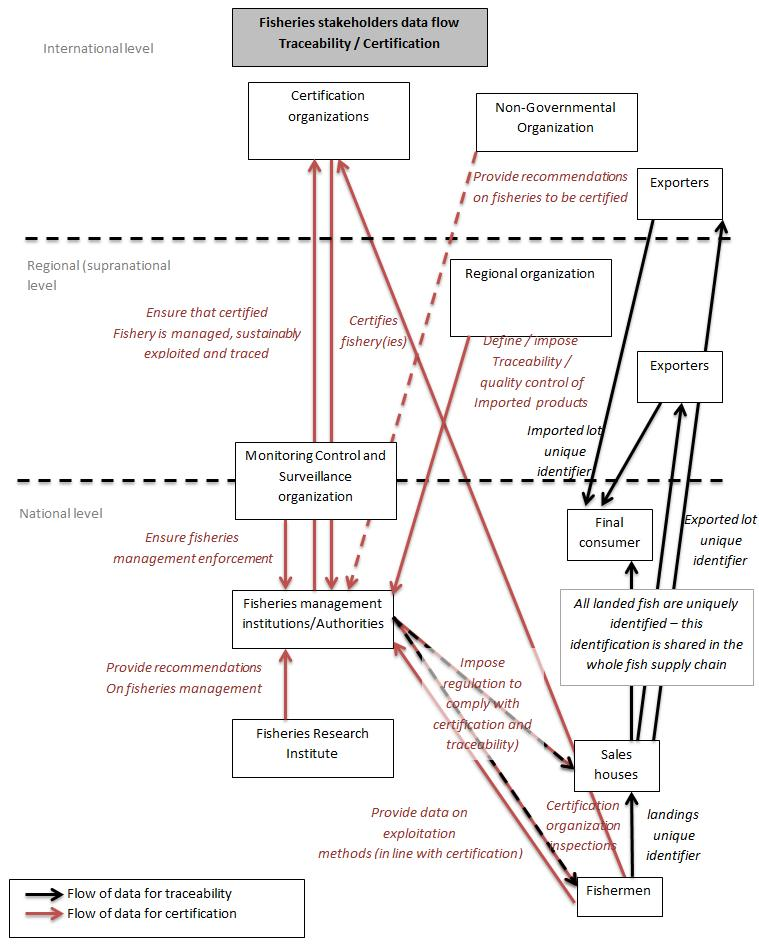 Fisheries stakeholders data flow
Traceability / Certification
International level
Certification
organizations
Non-Governmental
Organization
Provide recommendations
on fisheries to be certified
Exporters
Regional (supranational
level
Regional organization
Ensure that certified
Fishery is managed, sustainably
exploited and traced
Certifies
fishery(ies)
Define / impose
Traceability /
quality control of
Imported products
Exporters
Imported lot
unique
identifier
Monitoring Control and
Surveillance
organization
National level
Final
consumer
Exported lot
unique
identifier
Ensure fisheries
management enforcement
Fisheries management
institutions/Authorities
All landed fish are uniquely
identified – this
identification is shared in the
whole fish supply chain
Provide recommendations
On fisheries management
Impose
regulation to
comply with
certification and
traceability)
Fisheries Research
Institute
Sales
houses
Provide data on
exploitation
methods (in line with certification)
Certification
organization
inspections
landings
unique
identifier
Fishermen
Flow of data for traceability
Flow of data for certification